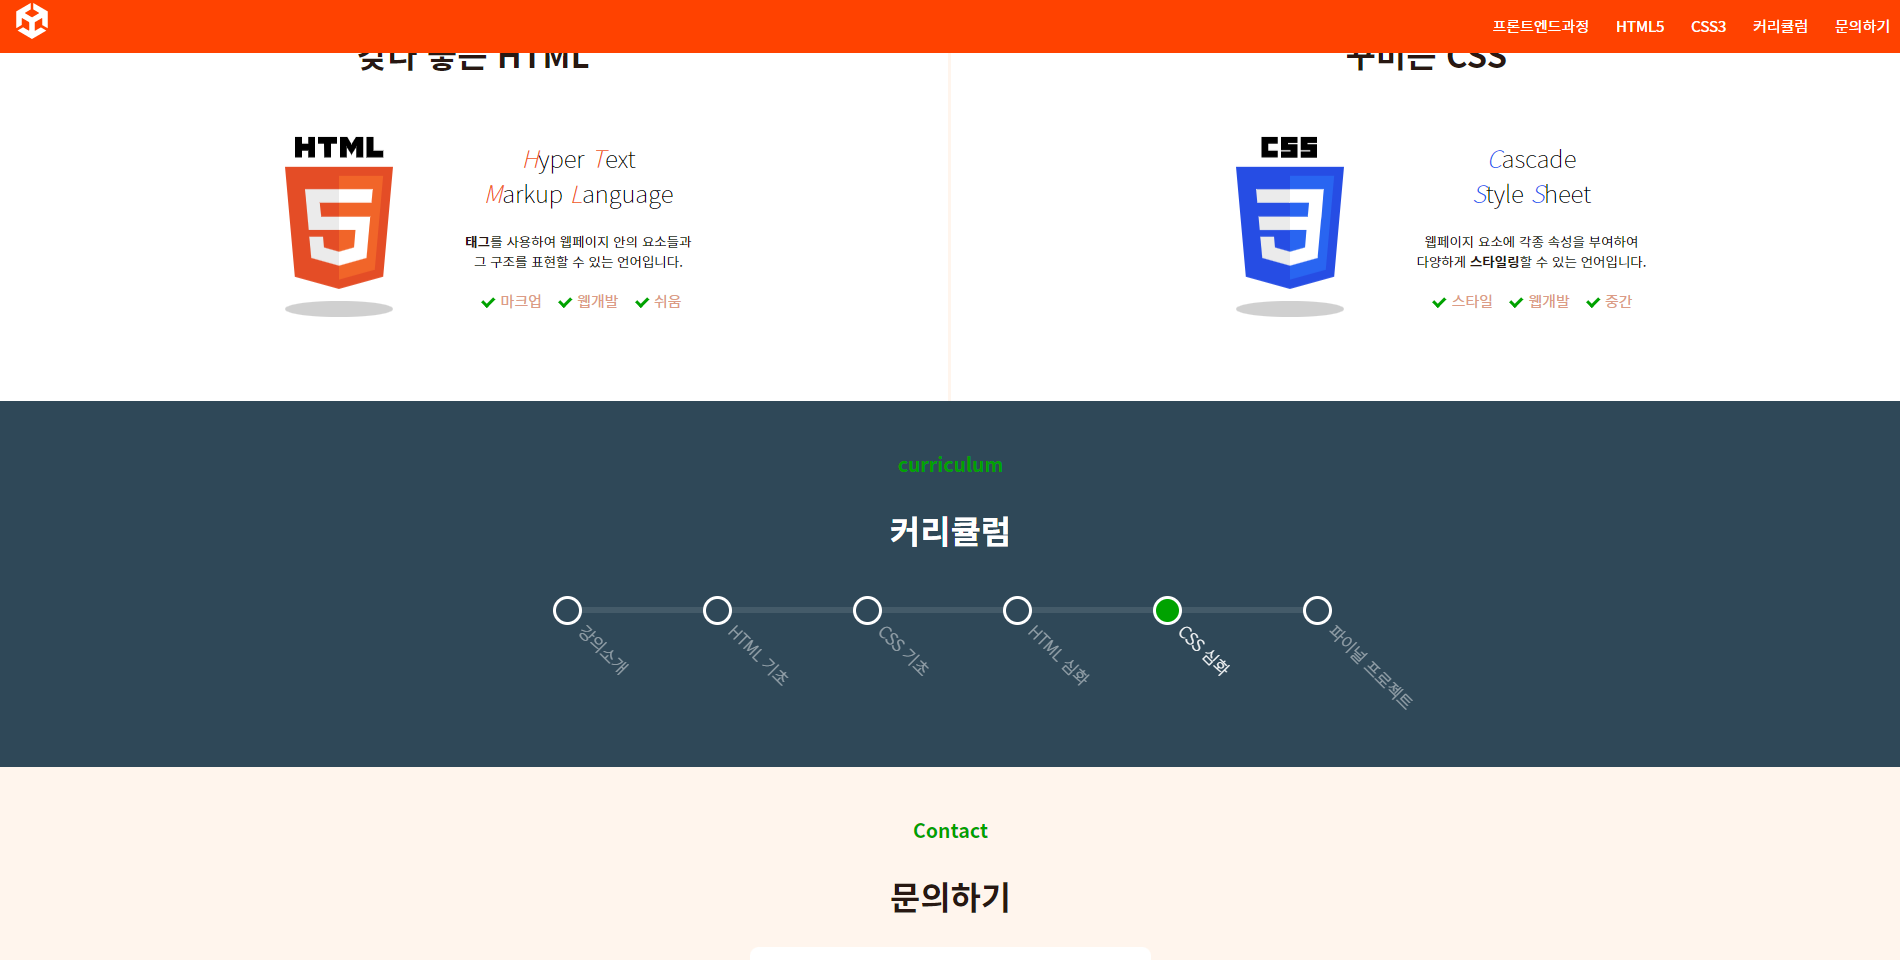 프론트엔드과정 HTML5 CSS3 커리큘럼 문의하기
HTML
CSS
HTML
Hyper Text
Markup Language
태그를 사용하여 웹페이지 안의 요소들과
그 구조를 표현할 수 있는 언어입니다.
마크업 웹개발 쉬움
CSS
Cascade
Style Sheet
웹페이지 요소에 각종 속성을 부여하여
다양하게 스타일링할 수 있는 언어입니다.
스타일 웹개발 중간
curriculum
커리큘럼
강의소개
HTML 기초
CSS 기초
HTML 심화
CSS 심화
파이널 프로젝트
Contact
문의하기